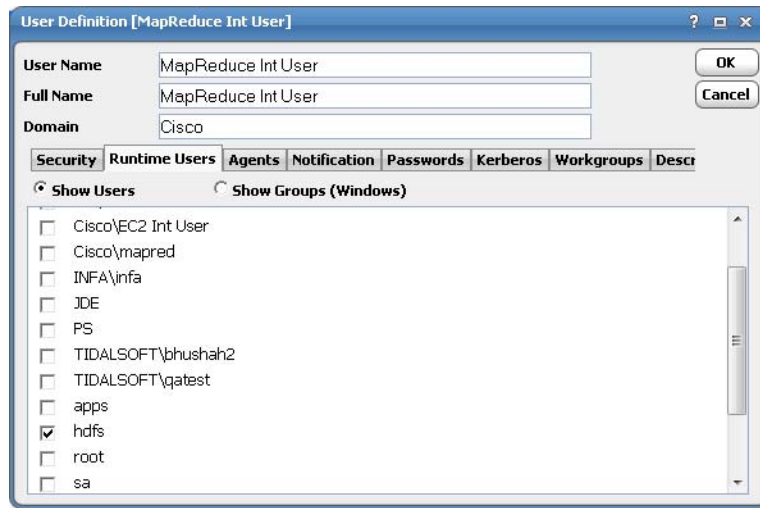 User Definition [MapReduce Int User] ?
User Name MapReduce Int User OK
Full Name MapReduce Int User Cancel
Domain Cisco
Security Runtime Users Agents Notification Passwords Kerberos Workgroups Descr
Show Users Show Groups (Windows)
Cisco\EC2 Int User
Cisco\mapred
INFA\infa
JDE
PS
TIDALSOFT\bhushah2
TIDALSOFT\qatest
apps
hdfs
root
sa